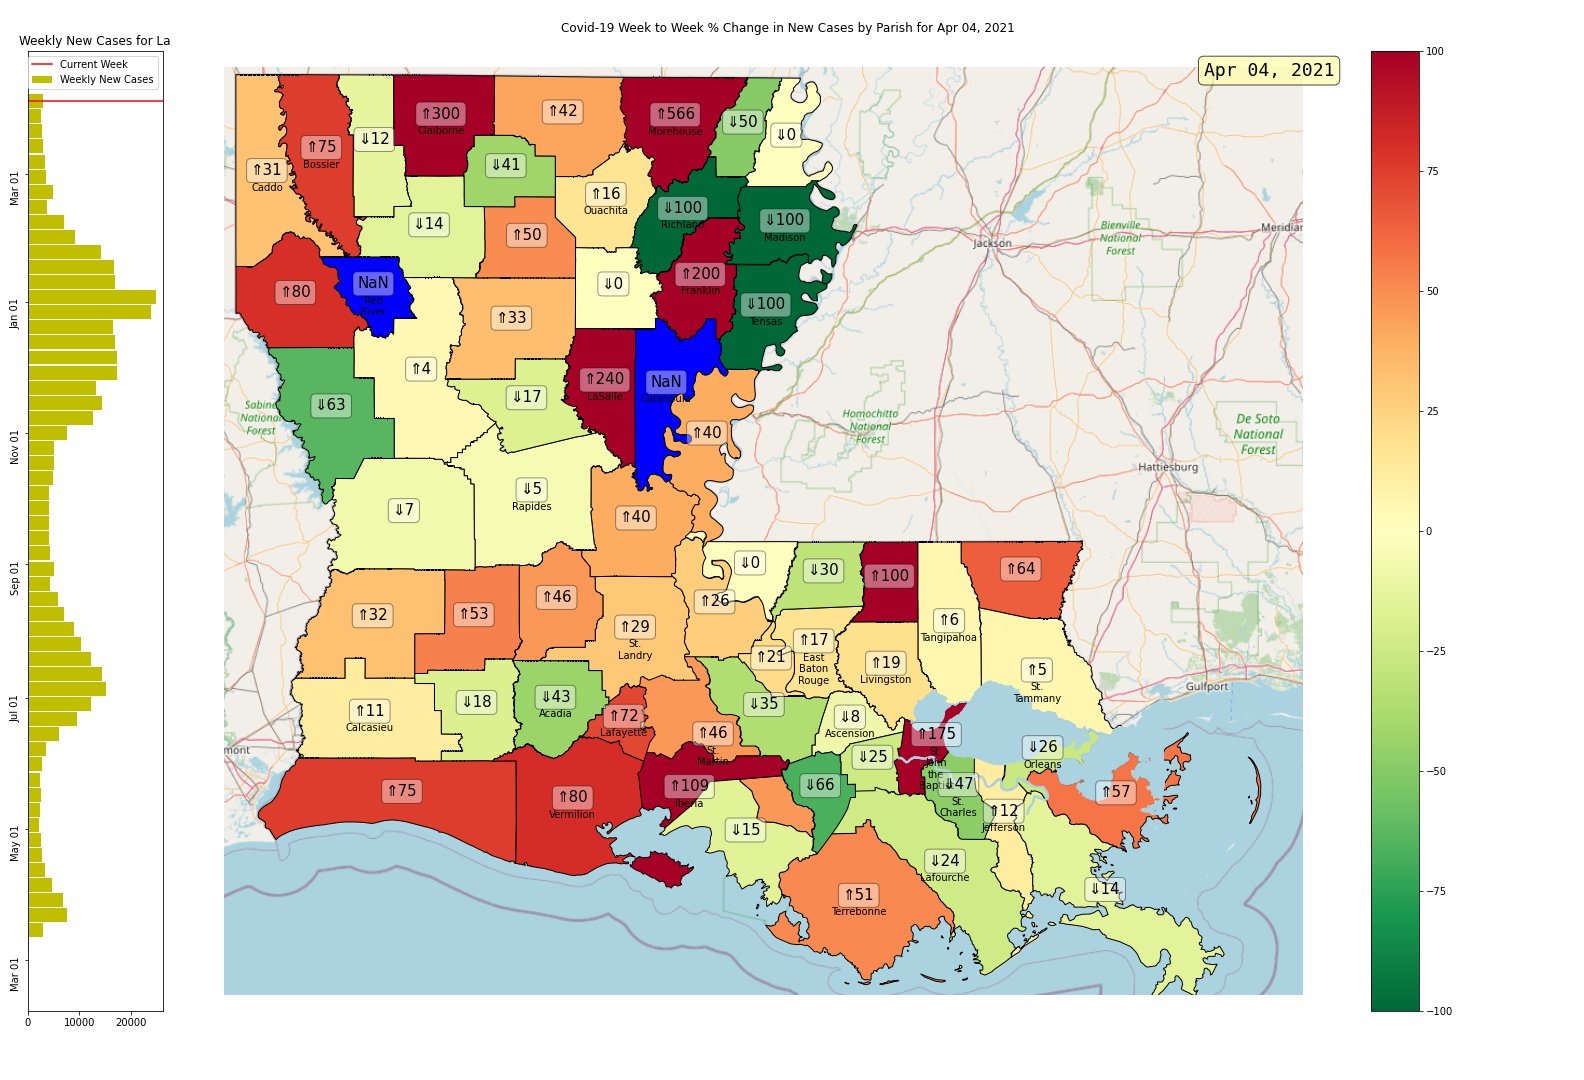 Covid-19 Week to Week % Change in New Cases by Parish for Apr 04, 2021
Weekly New Cases for La
Current Week
Weekly New Cases
Mar 01
Jan 01
Nov 01
Sep 01
Jul 01
May 01
Mar 01
0
10000
20000
Apr 04, 2021
⇑31
Caddo
⇑75
Bossier
⇓12
⇑300
Claiborne
⇑42
⇑566
Morehouse
⇓50
⇓0
⇓41
⇑16
Ouachita
⇓14
⇑50
⇓100
Richland
⇓100
Madison
⇑80
NaN
Red
River
⇑33
⇓0
⇑200
Franklin
⇓100
Tensas
⇑4
⇓63
⇓17
⇑240
LaSalle
NaN
Catahoula
⇑40
⇓7
⇓5
Rapides
⇑40
⇓0
⇓30
⇑100
⇑64
⇑32
⇑53
⇑46
⇑29
St.
Landry
⇑26
⇑6
Tangipahoa
⇑17
East
Baton
Rouge
⇑21
⇑19
Livingston
⇑5
St.
Tammany
⇑11
Calcasieu
⇓18
⇓43
Acadia
⇑72
Lafayette
⇑46
St.
Martin
⇓35
⇓8
Ascension
⇓25
⇑175
St.
John
the
Baptist
⇓26
Orleans
⇑75
⇑80
Vermilion
⇑109
Iberia
⇓66
⇓47
St.
Charles
⇑12
Jefferson
⇑57
⇓15
⇓24
Lafourche
⇓14
⇑51
Terrebonne
Jackson
Bienville
National
Forest
Meridian
Sabine
National
Forest
Homochitto
National
Forest
De Soto
National
Forest
Hattiesburg
Gulfport
mont
100
75
50
25
0
−25
−50
−75
−100